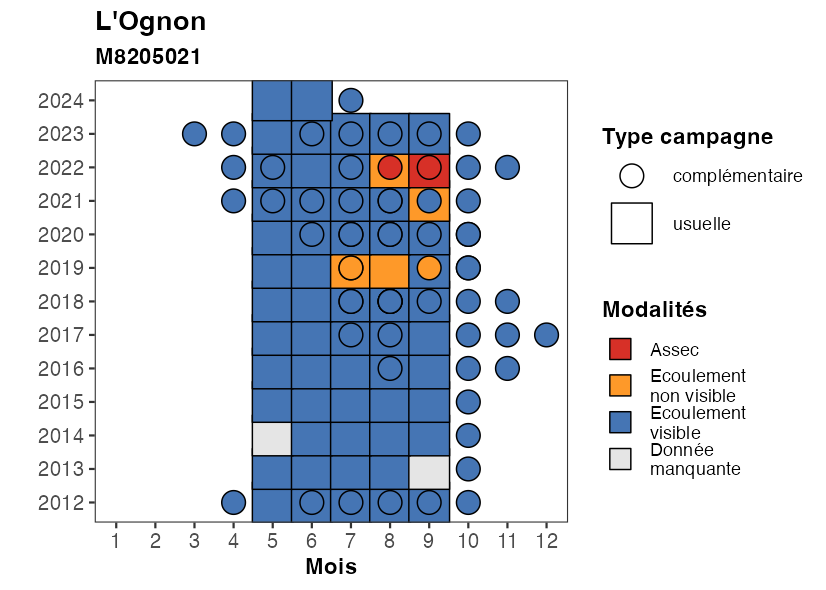 L'Ognon
M8205021
2024
2023
2022
2021
2020
2019
2018
2017
2016
2015
2014
2013
2012
1 2 3 4 5 6 7 8 9 10 11 12
Mois
Type campagne
complémentaire
usuelle
Modalités
Assec
Ecoulement
non visible
Ecoulement
visible
Donnée
manquante